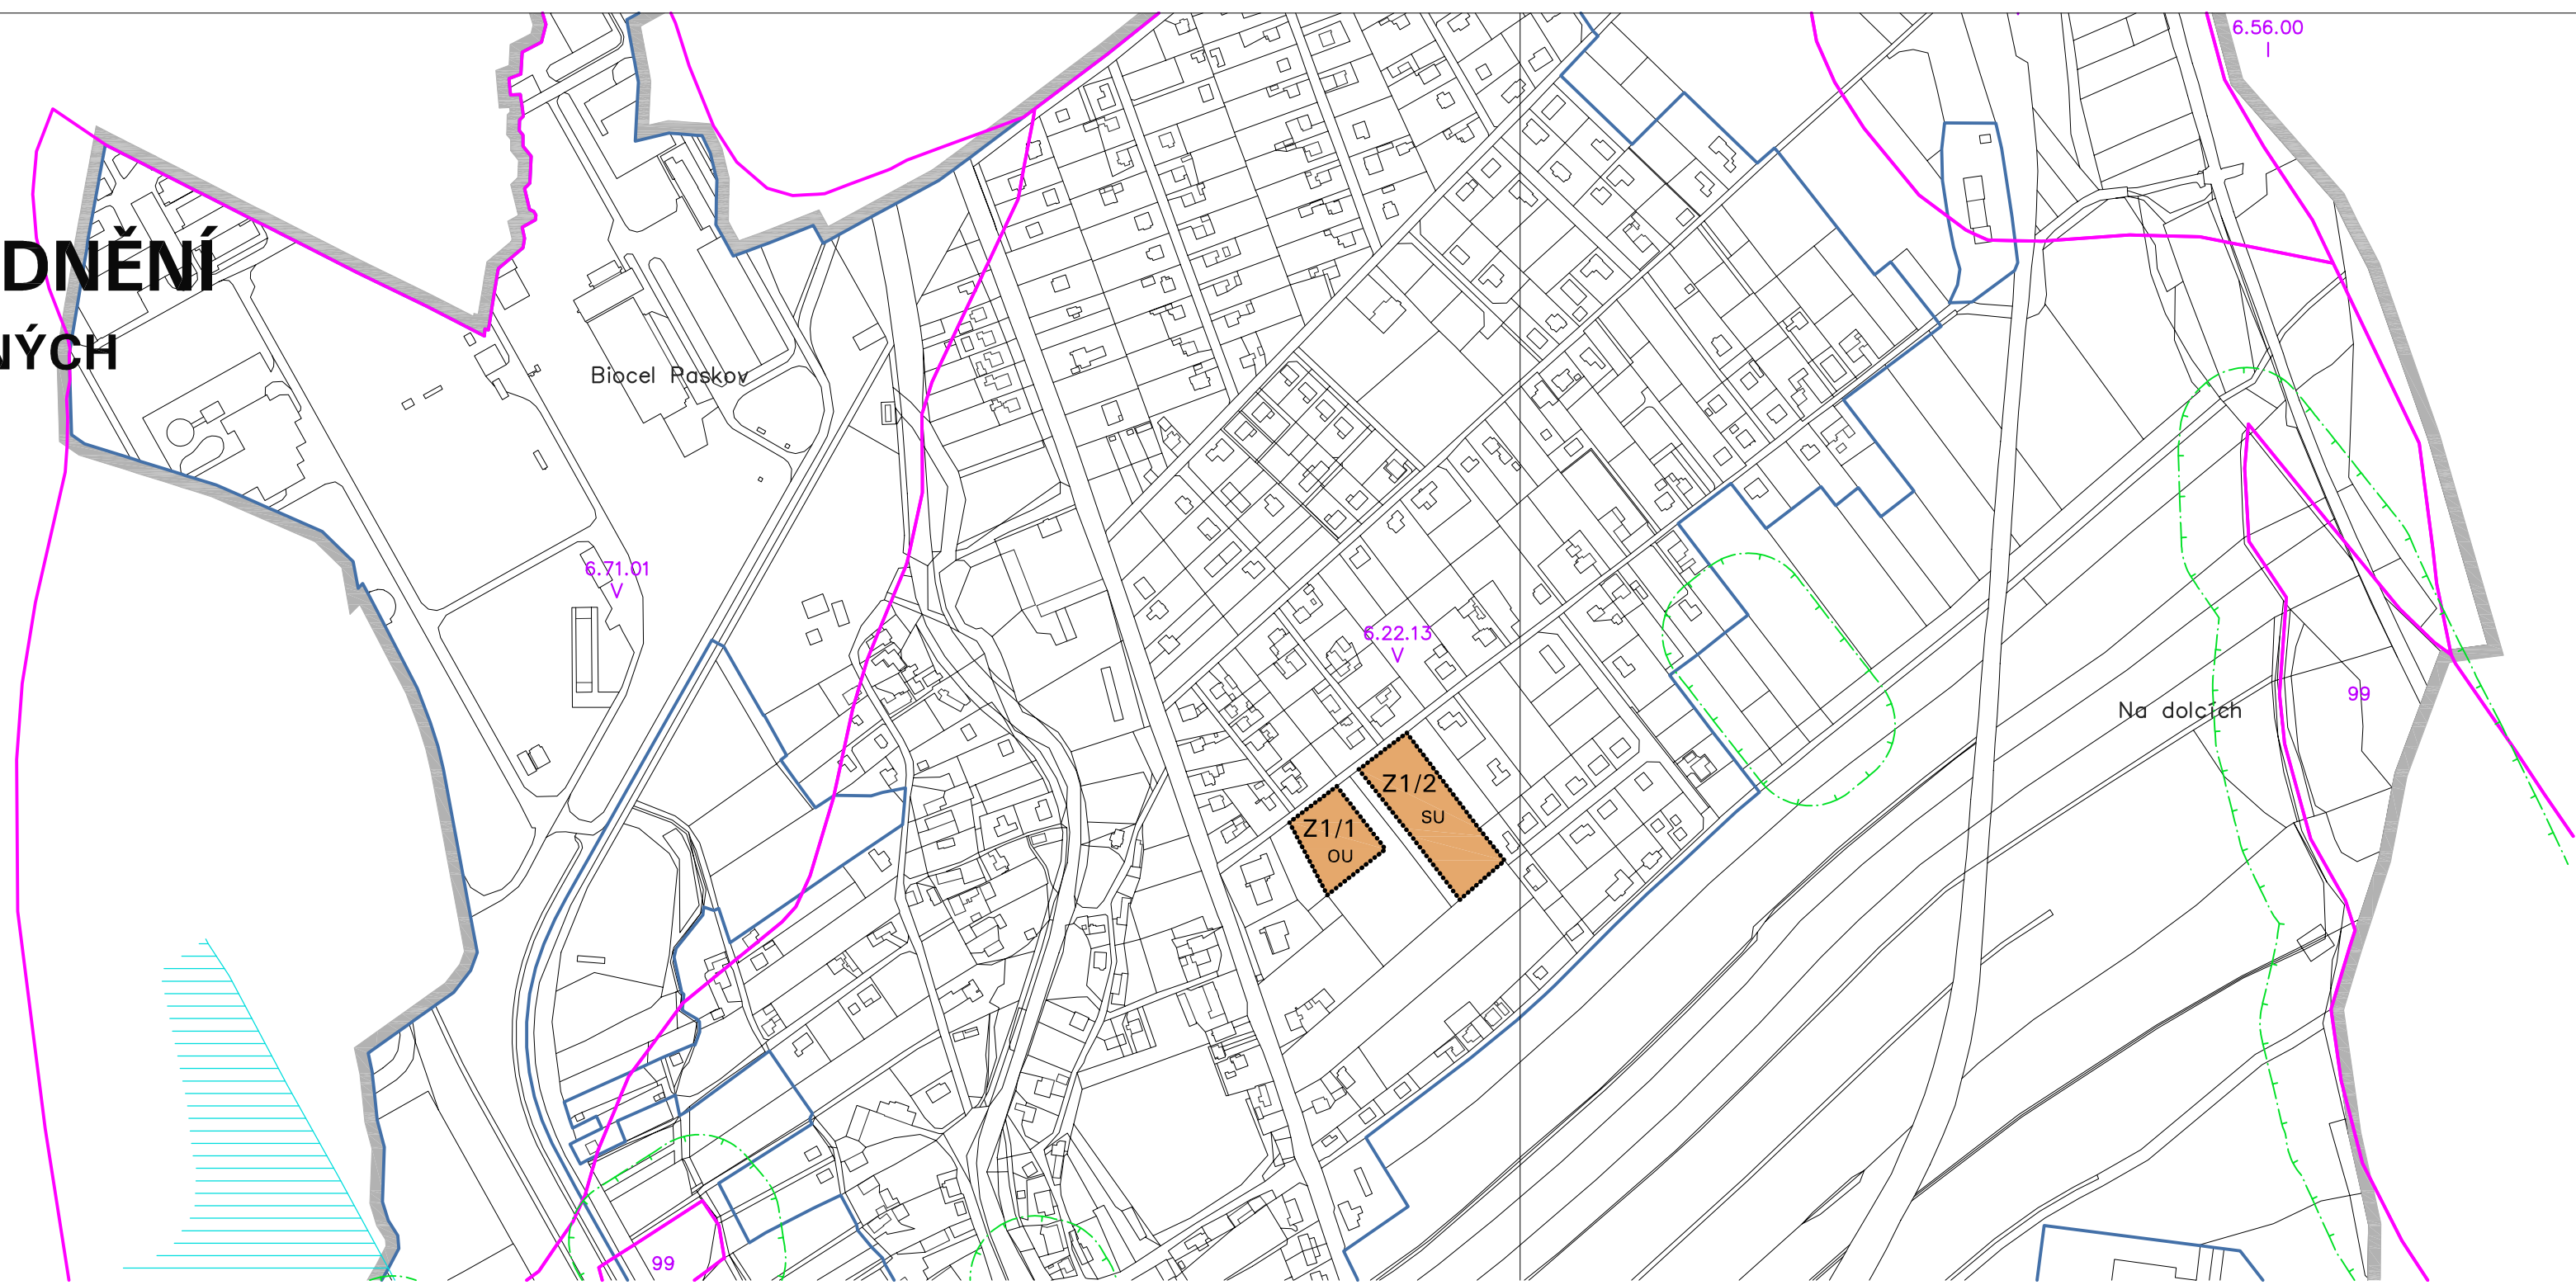 6.56.00
I
DNĚNÍ
NÝCH
Biocel Paskov
6.71.01
V
6.22.13
V
99
Na dolcích
Z1/2
SU
Z1/1
OU
99